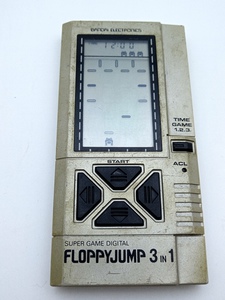 BANDAI ELECTRONICS
12:00
TIME
GAME
1.2.3.
ACL
START
SUPER GAME DIGITAL
FLOPPYJUMP 3 IN 1